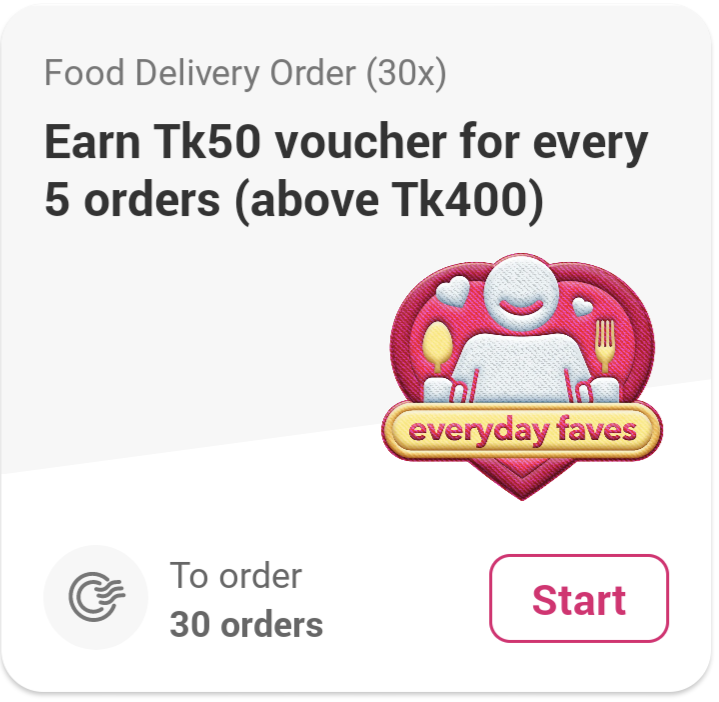 Food Delivery Order (30x)
Earn Tk50 voucher for every
5 orders (above Tk400)
everyday faves
To order
30 orders
Start